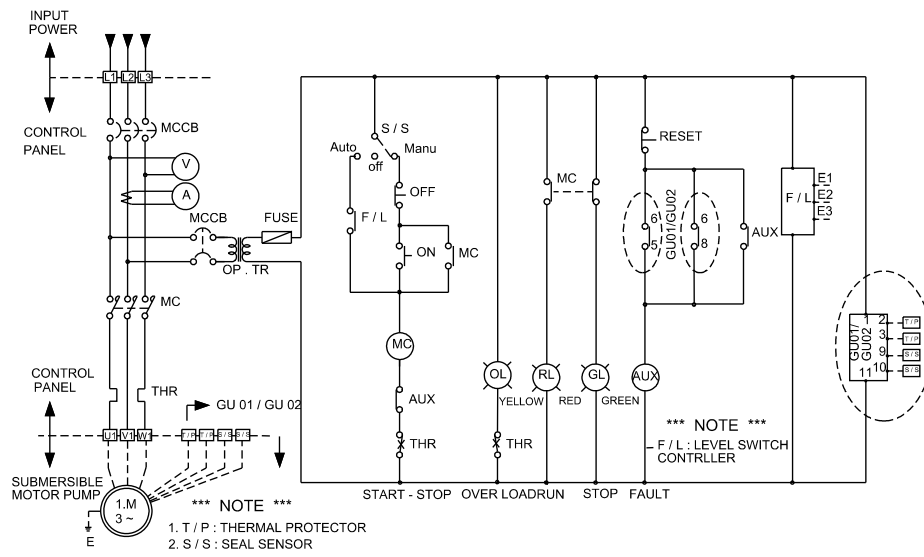 INPUT
POWER
L1 L2 L3
CONTROL
PANEL
MCCB
V
A
MCCB
FUSE
OP . TR
MC
CONTROL
PANEL
THR
GU 01 / GU 02
U1 V1 W1
T/P T/P S/S S/S
SUBMERSIBLE
MOTOR PUMP
1.M
3 ~
E
*** NOTE ***
1. T / P : THERMAL PROTECTOR
2. S / S : SEAL SENSOR
S / S
Auto
off
Manu
OFF
F / L
ON
MC
MC
AUX
THR
START - STOP
OL
YELLOW
THR
OVER LOAD
MC
RL
RED
RUN
GL
GREEN
STOP
RESET
6
5
GU01/GU02
6
8
AUX
AUX
FAULT
*** NOTE ***
F / L : LEVEL SWITCH
CONTRLLER
F / L
E1
E2
E3
GU01/
GU02
1
2
3
9
10
11
T/P
T/P
S/S
S/S